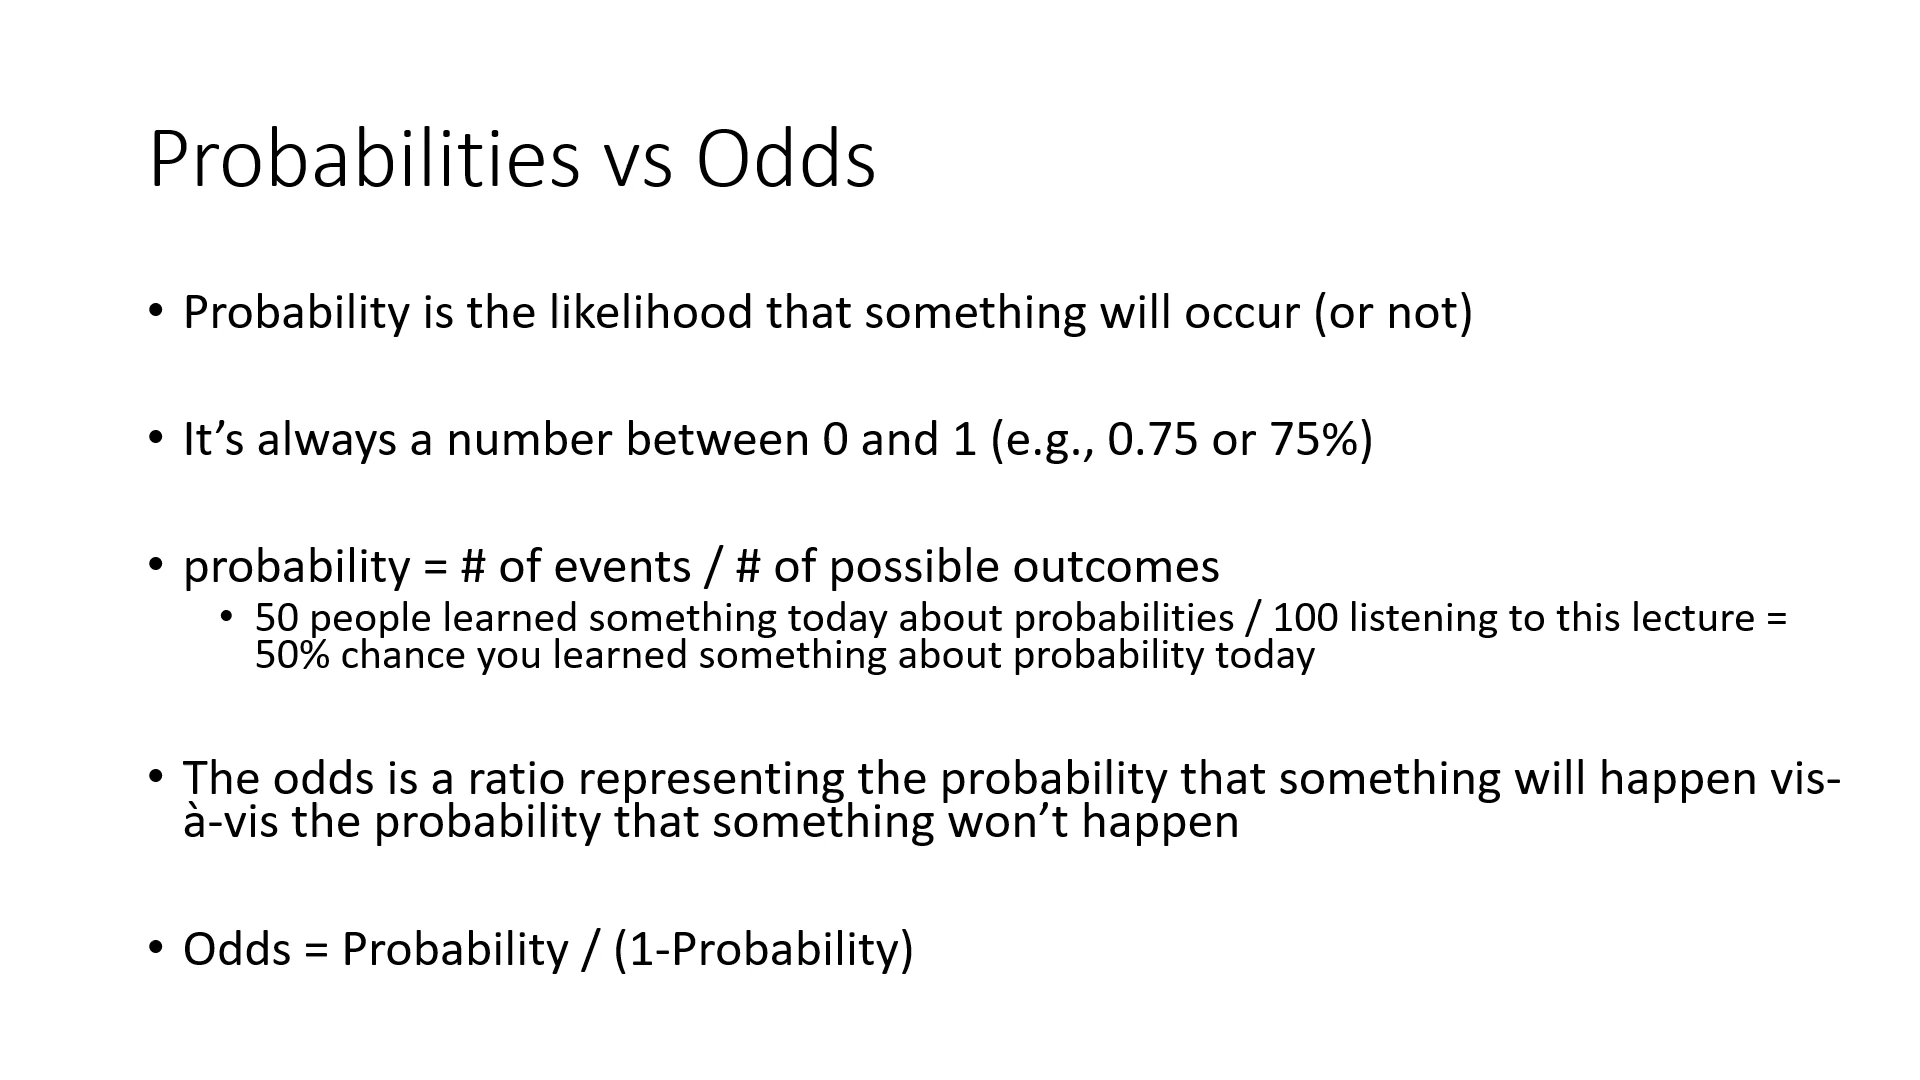 Probabilities vs Odds
• Probability is the likelihood that something will occur (or not)
• It’s always a number between 0 and 1 (e.g., 0.75 or 75%)
• probability = # of events / # of possible outcomes
• 50 people learned something today about probabilities / 100 listening to this lecture =
50% chance you learned something about probability today
• The odds is a ratio representing the probability that something will happen vis-
à-vis the probability that something won’t happen
• Odds = Probability / (1-Probability)